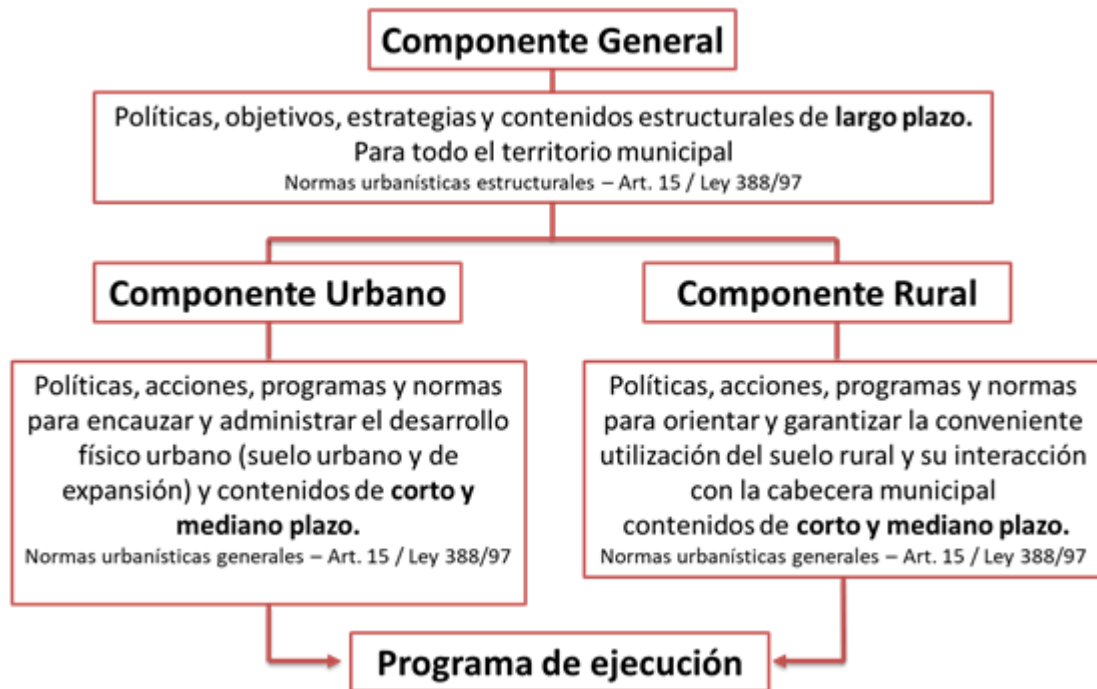 Componente General
Políticas, objetivos, estrategias y contenidos estructurales de largo plazo.
Para todo el territorio municipal
Normas urbanísticas estructurales – Art. 15 / Ley 388/97
Componente Urbano
Políticas, acciones, programas y normas
para encauzar y administrar el desarrollo
físico urbano (suelo urbano y de
expansión) y contenidos de corto y
mediano plazo.
Normas urbanísticas generales – Art. 15 / Ley 388/97
Componente Rural
Políticas, acciones, programas y normas
para orientar y garantizar la conveniente
utilización del suelo rural y su interacción
con la cabecera municipal
contenidos de corto y mediano plazo.
Normas urbanísticas generales – Art. 15 / Ley 388/97
Programa de ejecución